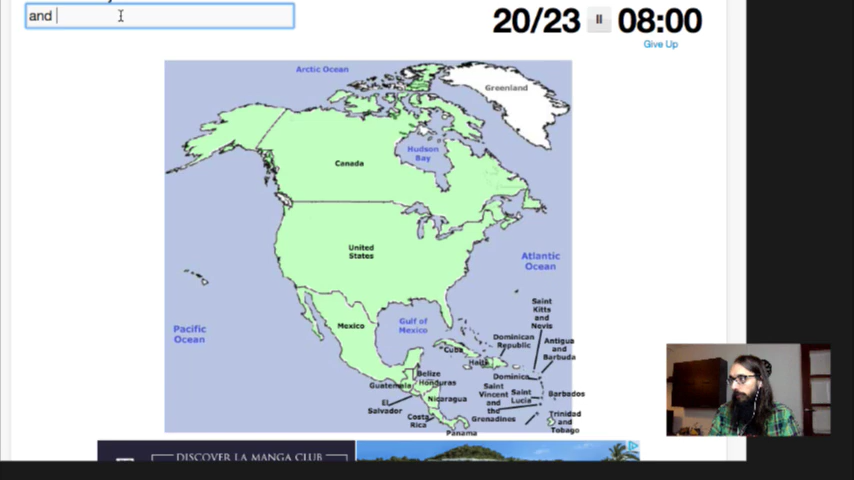 and
20/23
II
08:00
Give Up
Arctic Ocean
Greenland
Canada
Hudson
Bay
United
States
Atlantic
Ocean
Pacific
Ocean
Mexico
Gulf of
Mexico
Saint
Kitts
and
Nevis
Dominican
Republic
Antigua
and
Barbuda
Cuba
Haiti
Dominica
Belize
Honduras
Guatemala
El
Salvador
Nicaragua
Costa
Rica
Panama
Saint
Vincent
and
the
Grenadines
Saint
Lucia
Barbados
Trinidad
and
Tobago
DISCOVER LA MANGA CLUB